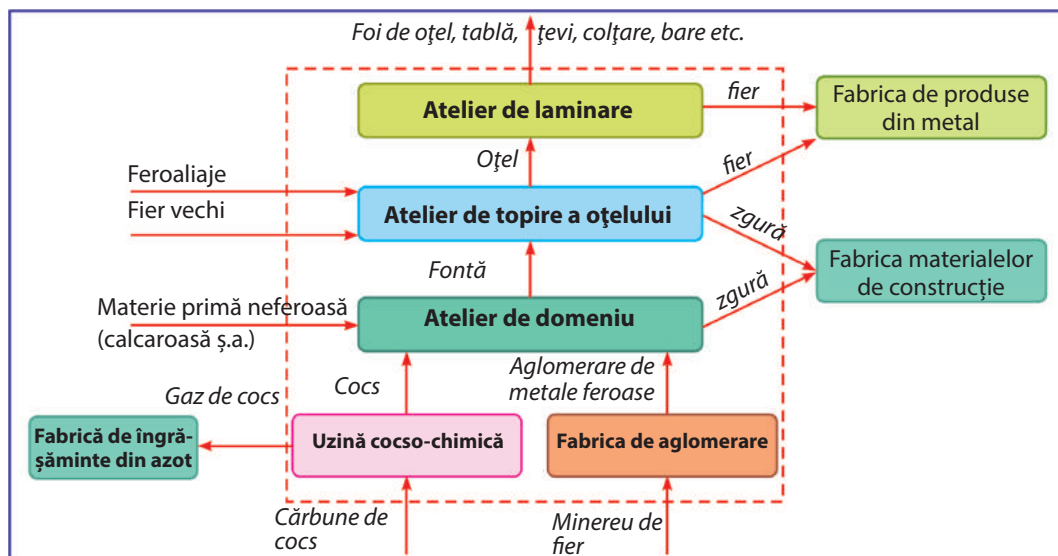 Foi de oţel, tablă, ţevi, colţare, bare etc.
Atelier de laminare
fier
Fabrica de produse
din metal
Oţel
fier
Feroaliaje
Fier vechi
Atelier de topire a oţelului
zgură
Fontă
Fabrica materialelor
de construcție
zgură
Materie primă neferoasă
(calcaroasă ș.a.)
Atelier de domeniu
Aglomerare de
metale feroase
Cocs
Gaz de cocs
Fabrică de îngră-
șăminte din azot
Uzină cocso-chimică
Fabrica de aglomerare
Cărbune de
cocs
Minereu de
fier